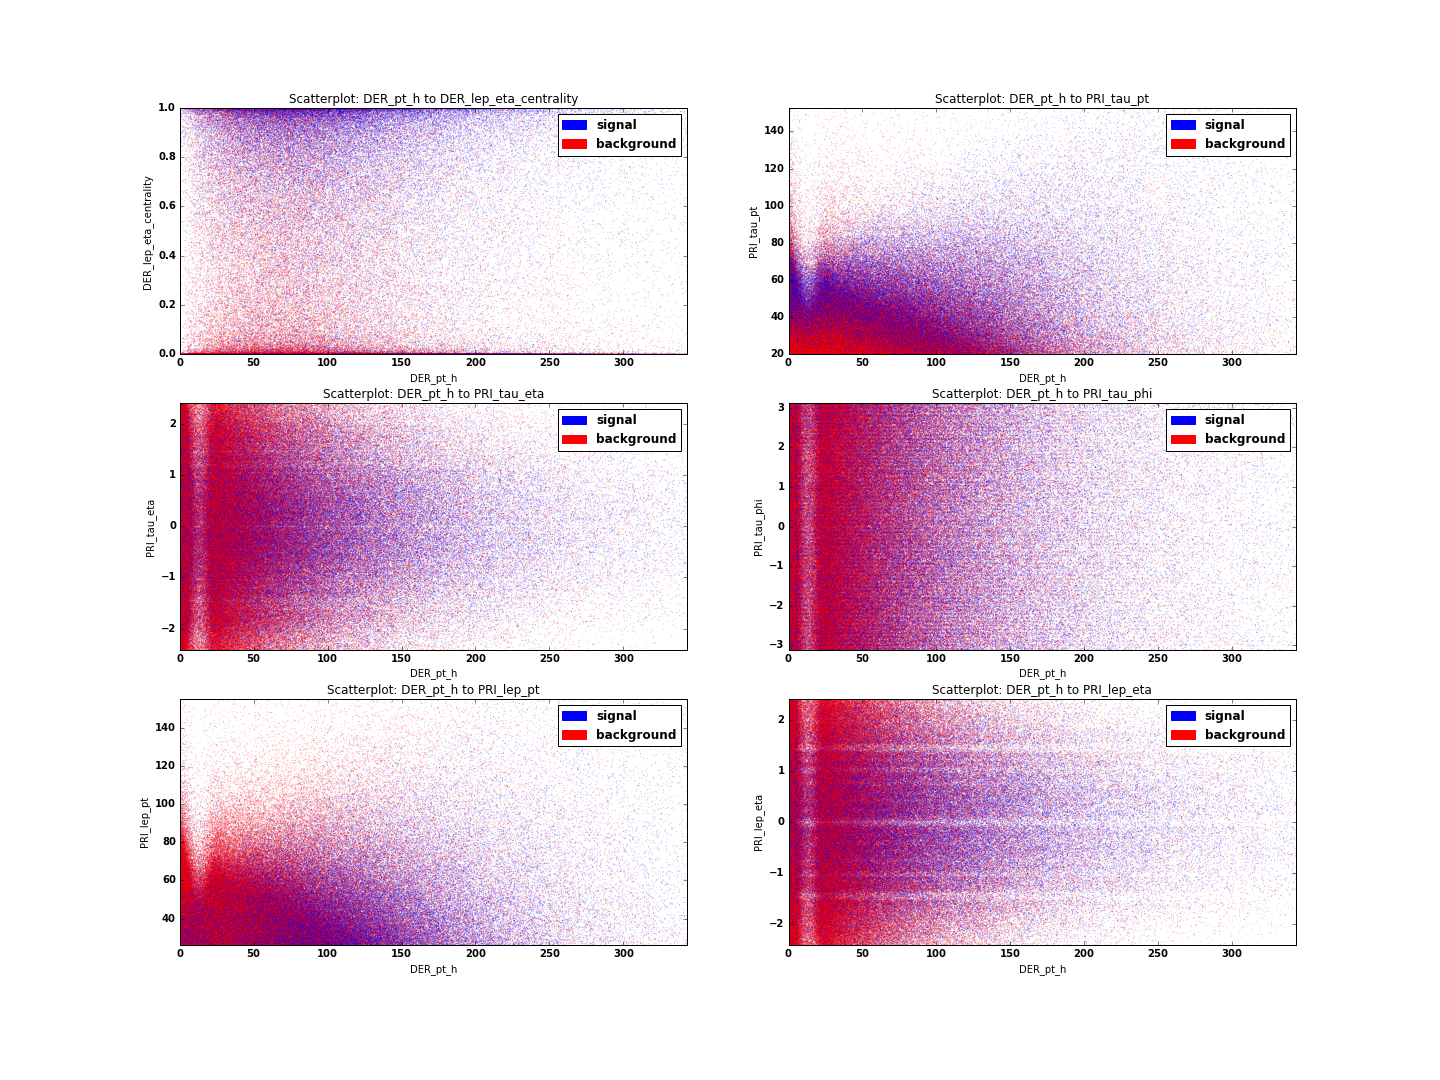 Scatterplot: DER_pt_h to DER_lep_eta_centrality
1.0
0.8
0.6
0.4
0.2
0.0
DER_lep_eta_centrality
signal
background
0 50 100 150 200 250 300
DER_pt_h
Scatterplot: DER_pt_h to PRI_tau_pt
140
120
100
80
60
40
20
PRI_tau_pt
signal
background
0 50 100 150 200 250 300
DER_pt_h
Scatterplot: DER_pt_h to PRI_tau_eta
2
1
0
−1
−2
PRI_tau_eta
signal
background
0 50 100 150 200 250 300
DER_pt_h
Scatterplot: DER_pt_h to PRI_tau_phi
3
2
1
0
−1
−2
−3
PRI_tau_phi
signal
background
0 50 100 150 200 250 300
DER_pt_h
Scatterplot: DER_pt_h to PRI_lep_pt
140
120
100
80
60
40
PRI_lep_pt
signal
background
0 50 100 150 200 250 300
DER_pt_h
Scatterplot: DER_pt_h to PRI_lep_eta
2
1
0
−1
−2
PRI_lep_eta
signal
background
0 50 100 150 200 250 300
DER_pt_h